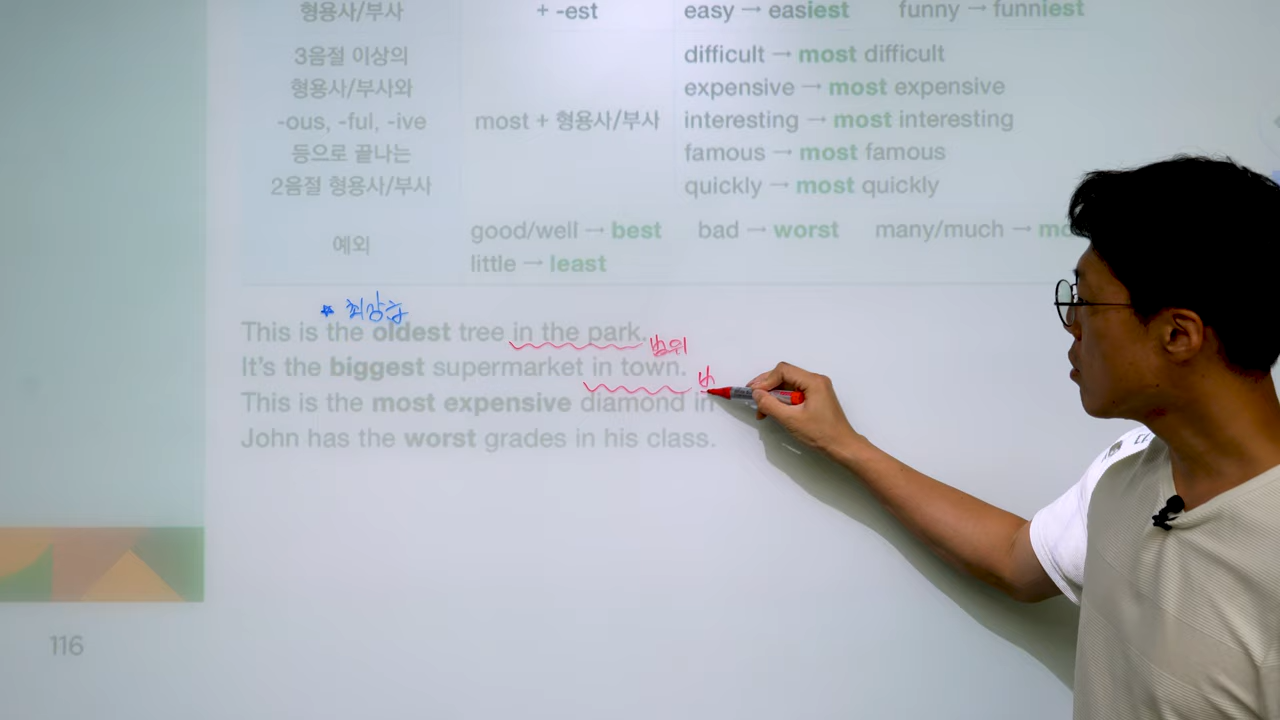 형용사/부사 + -est easy → easiest funny → funniest
3음절 이상의 형용사/부사와 -ous, -ful, -ive 등으로 끝나는 2음절 형용사/부사
most + 형용사/부사
difficult → most difficult
expensive → most expensive
interesting → most interesting
famous → most famous
quickly → most quickly
예외
good/well → best bad → worst many/much →
little → least
* 최상급
This is the oldest tree in the park. 범위
It's the biggest supermarket in town.
This is the most expensive diamond in
John has the worst grades in his class.
116